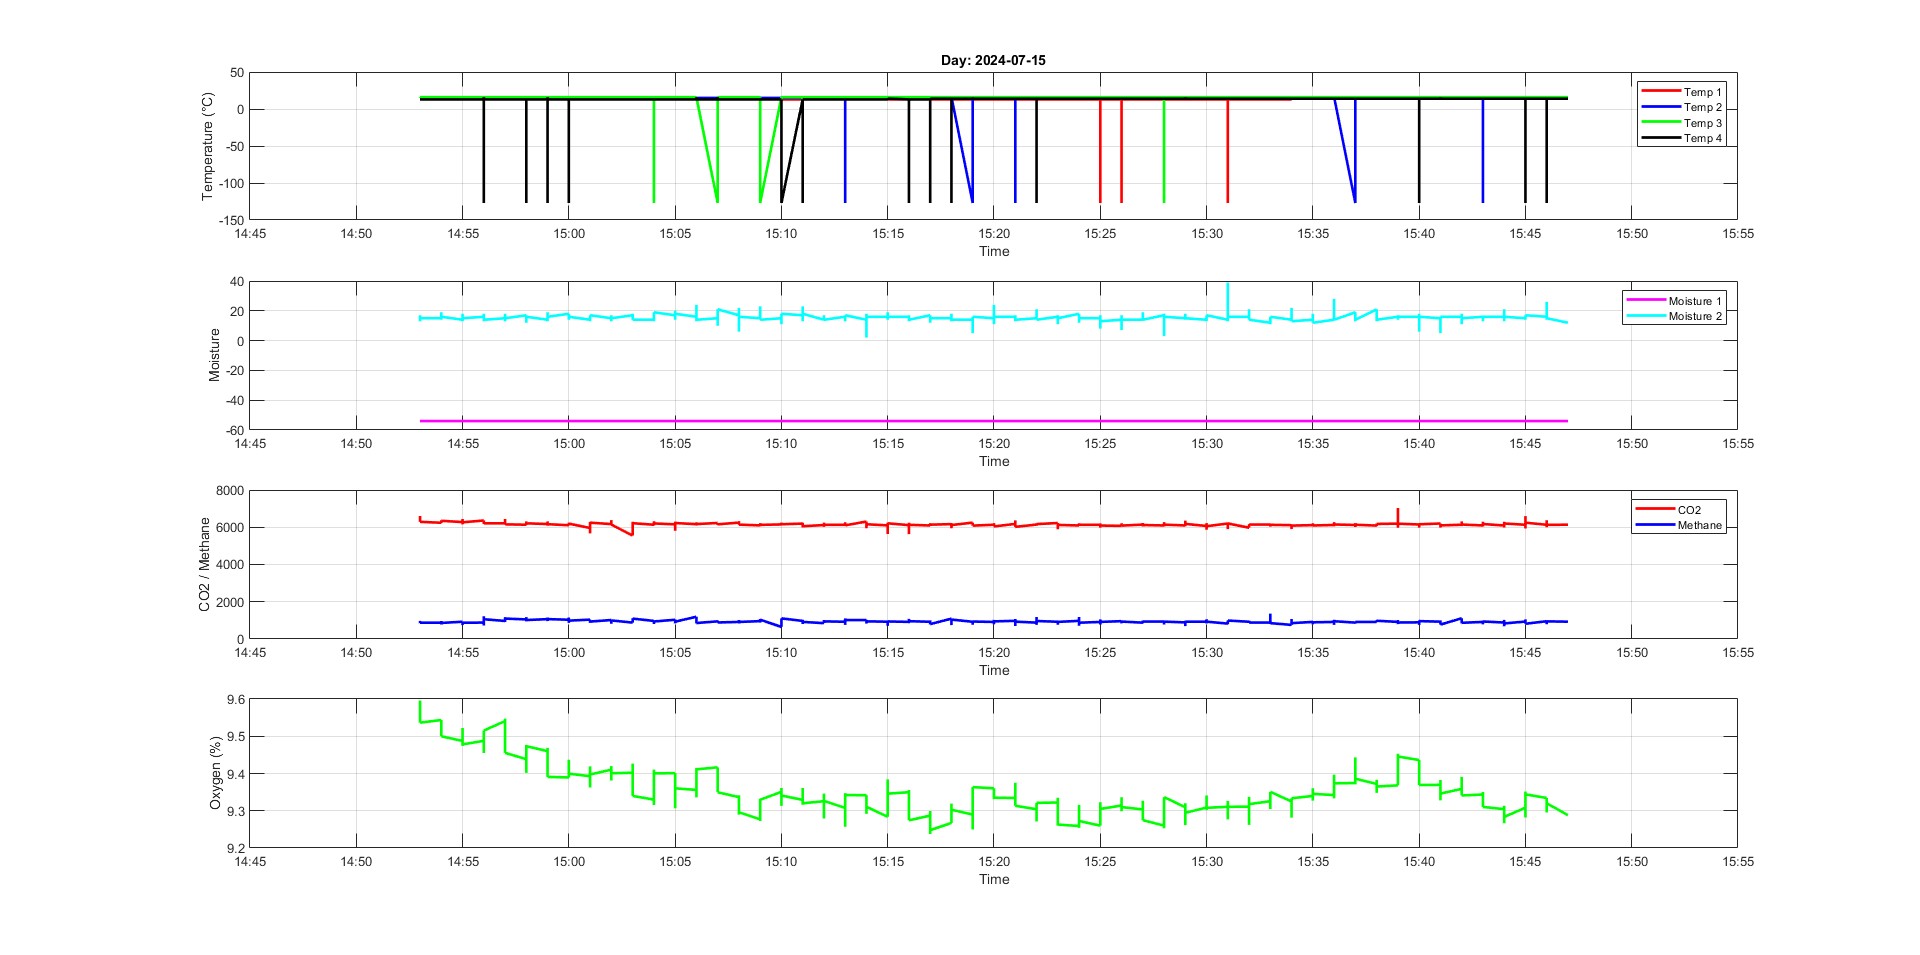 Day: 2024-07-15
Temperature (°C)
50
0
-50
-100
-150
Temp 1
Temp 2
Temp 3
Temp 4
14:45 14:50 14:55 15:00 15:05 15:10 15:15 15:20 15:25 15:30 15:35 15:40 15:45 15:50 15:55
Time
Moisture
40
20
0
-20
-40
-60
Moisture 1
Moisture 2
14:45 14:50 14:55 15:00 15:05 15:10 15:15 15:20 15:25 15:30 15:35 15:40 15:45 15:50 15:55
Time
CO2 / Methane
8000
6000
4000
2000
0
CO2
Methane
14:45 14:50 14:55 15:00 15:05 15:10 15:15 15:20 15:25 15:30 15:35 15:40 15:45 15:50 15:55
Time
Oxygen (%)
9.6
9.5
9.4
9.3
9.2
14:45 14:50 14:55 15:00 15:05 15:10 15:15 15:20 15:25 15:30 15:35 15:40 15:45 15:50 15:55
Time